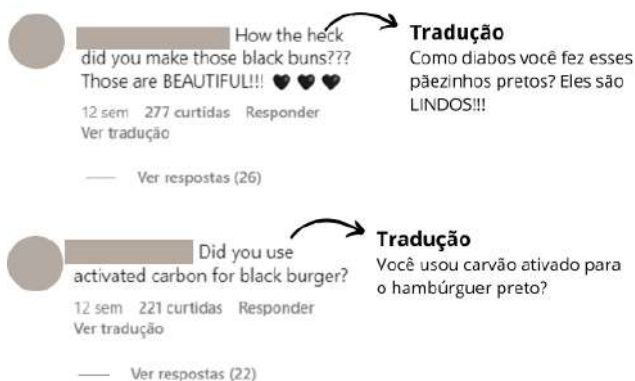 How the heck
did you make those black buns???
Those are BEAUTIFUL!!! 🖤 🖤 🖤
12 sem 277 curtidas Responder
Ver tradução
Ver respostas (26)
Tradução
Como diabos você fez esses
pãezinhos pretos? Eles são
LINDOS!!!
Did you use
activated carbon for black burger?
12 sem 221 curtidas Responder
Ver tradução
Ver respostas (22)
Tradução
Você usou carvão ativado para
o hambúrguer preto?